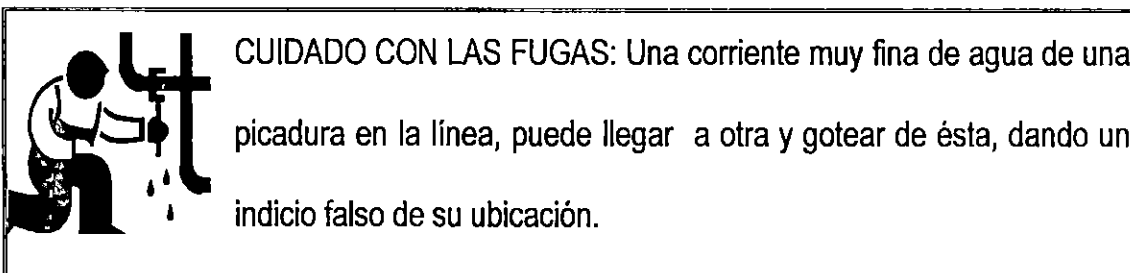 CUIDADO CON LAS FUGAS: Una corriente muy fina de agua de una
picadura en la línea, puede llegar a otra y gotear de ésta, dando un
indicio falso de su ubicación.